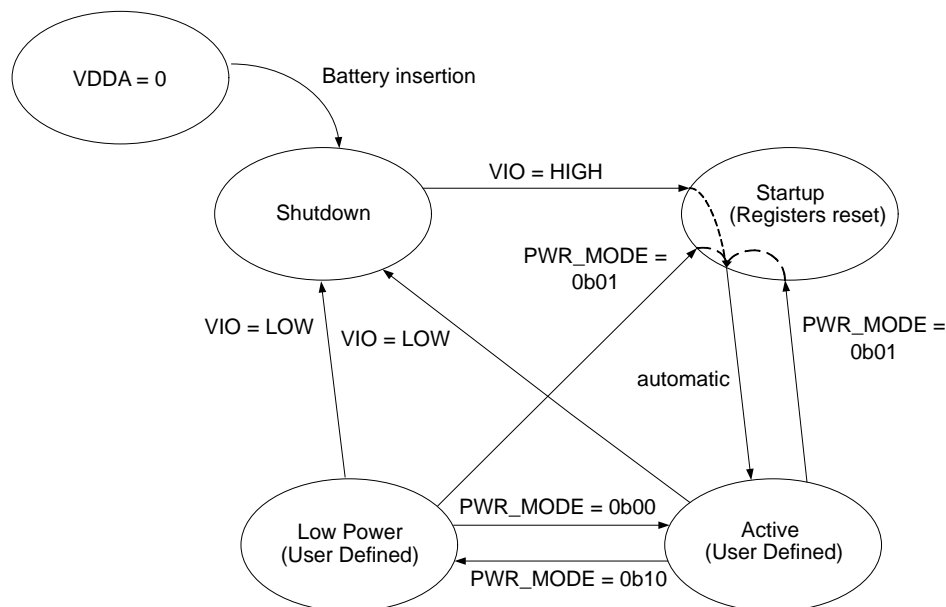 VDDA = 0
Battery insertion
Shutdown
VIO = HIGH
Startup
(Registers reset)
PWR_MODE =
0b01
VIO = LOW
VIO = LOW
PWR_MODE =
0b01
automatic
Low Power
(User Defined)
PWR_MODE = 0b00
PWR_MODE = 0b10
Active
(User Defined)